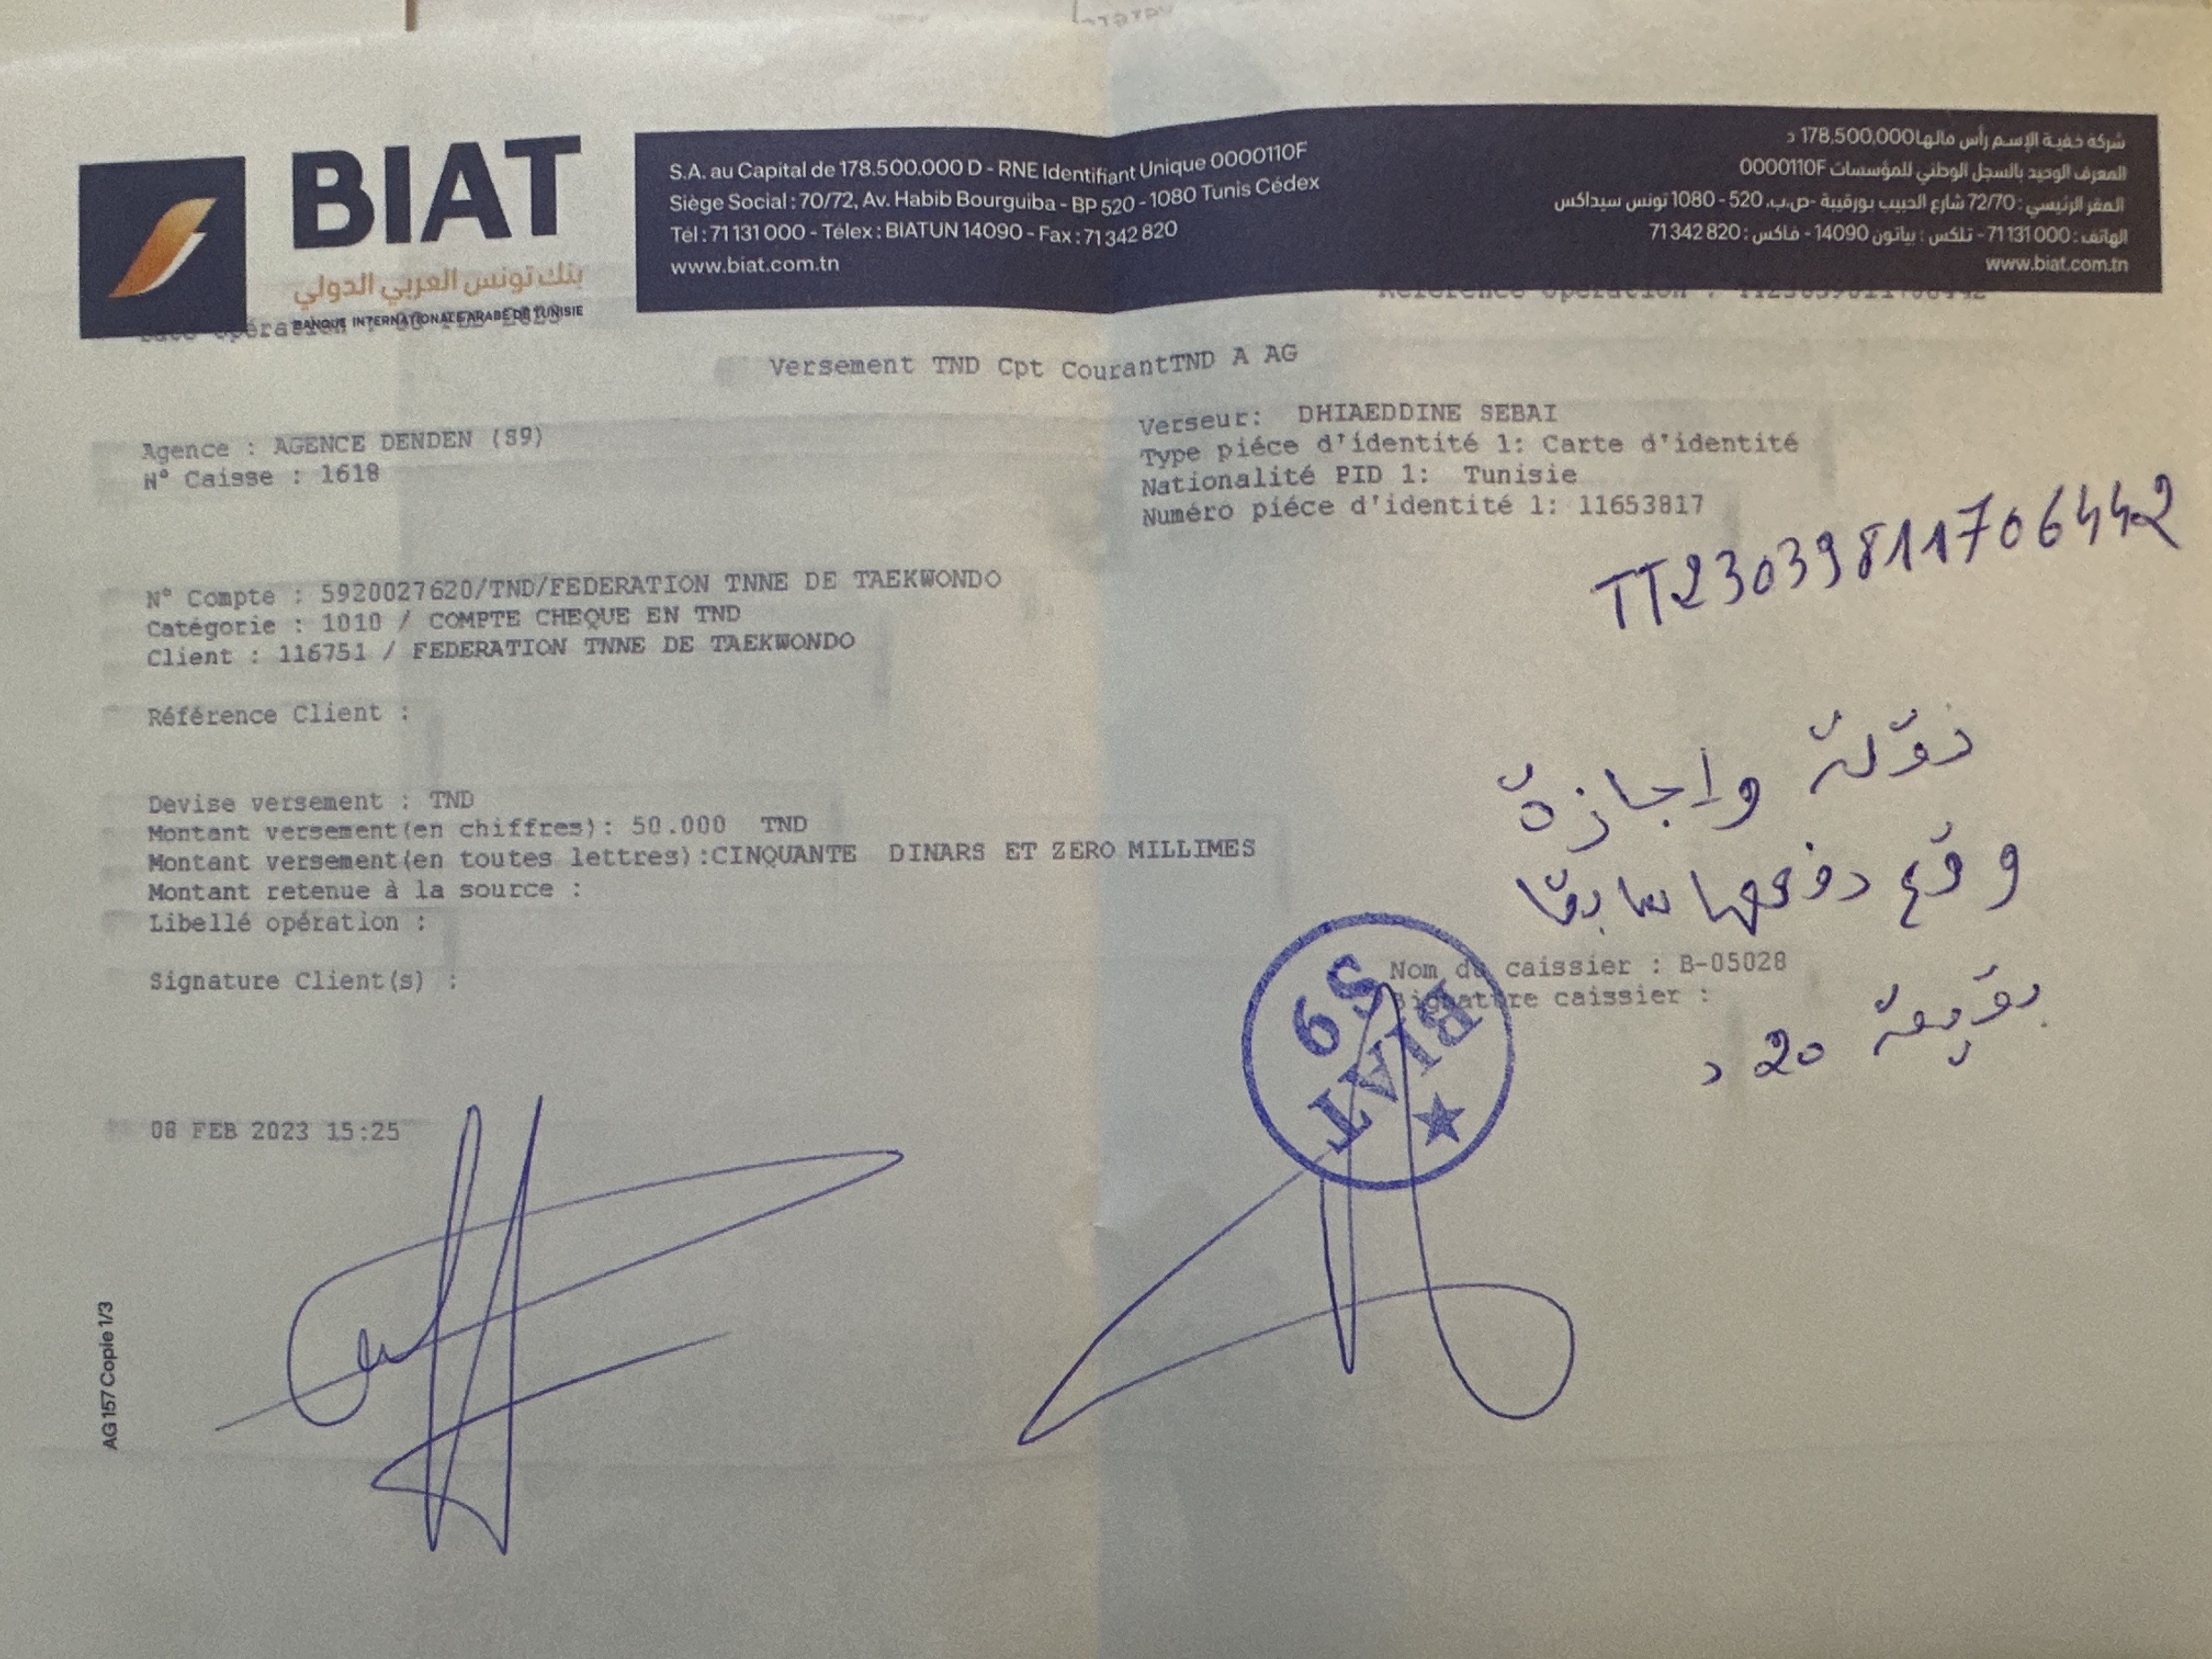 BIAT
بنك تونس العربي الدولي
BANQUE INTERNATIONALE ARABE DE TUNISIE
S.A. au Capital de 178.500.000 D - RNE Identifiant Unique 0000110F
Siège Social : 70/72, Av. Habib Bourguiba - BP 520 - 1080 Tunis Cédex
Tél : 71 131 000 - Télex : BIATUN 14090 - Fax : 71 342 820
www.biat.com.tn
شركة خفية الإسم رأس مالها 178,500,000 د
المعرف الوحيد بالسجل الوطني للمؤسسات 0000110F
المقر الرئيسي : 72/70 شارع الحبيب بورقيبة -ص.ب. 520 - 1080 تونس سيداكس
الهاتف : 71 131 000 - تلكس : بياتون 14090 - فاكس : 71 342 820
www.biat.com.tn
Versement TND Cpt CourantTND A AG
Agence : AGENCE DENDEN (S9)
N° Caisse : 1618
Verseur: DHIAEDDINE SEBAI
Type piéce d'identité 1: Carte d'identité
Nationalité PID 1: Tunisie
Numéro piéce d'identité 1: 11653817
TT23039811706442
N° Compte : 5920027620/TND/FEDERATION TNNE DE TAEKWONDO
Catégorie : 1010 / COMPTE CHEQUE EN TND
Client : 116751 / FEDERATION TNNE DE TAEKWONDO
Référence Client :
Devise versement : TND
Montant versement(en chiffres): 50.000 TND
Montant versement(en toutes lettres):CINQUANTE DINARS ET ZERO MILLIMES
Montant retenue à la source :
Libellé opération :
واجازة
وقع دفعها سابقا
بقيمة 20 د
Signature Client(s) :
Nom du caissier : B-05028
Signature caissier :
S9
BIAT
08 FEB 2023 15:25
AG 157 Copie 1/3